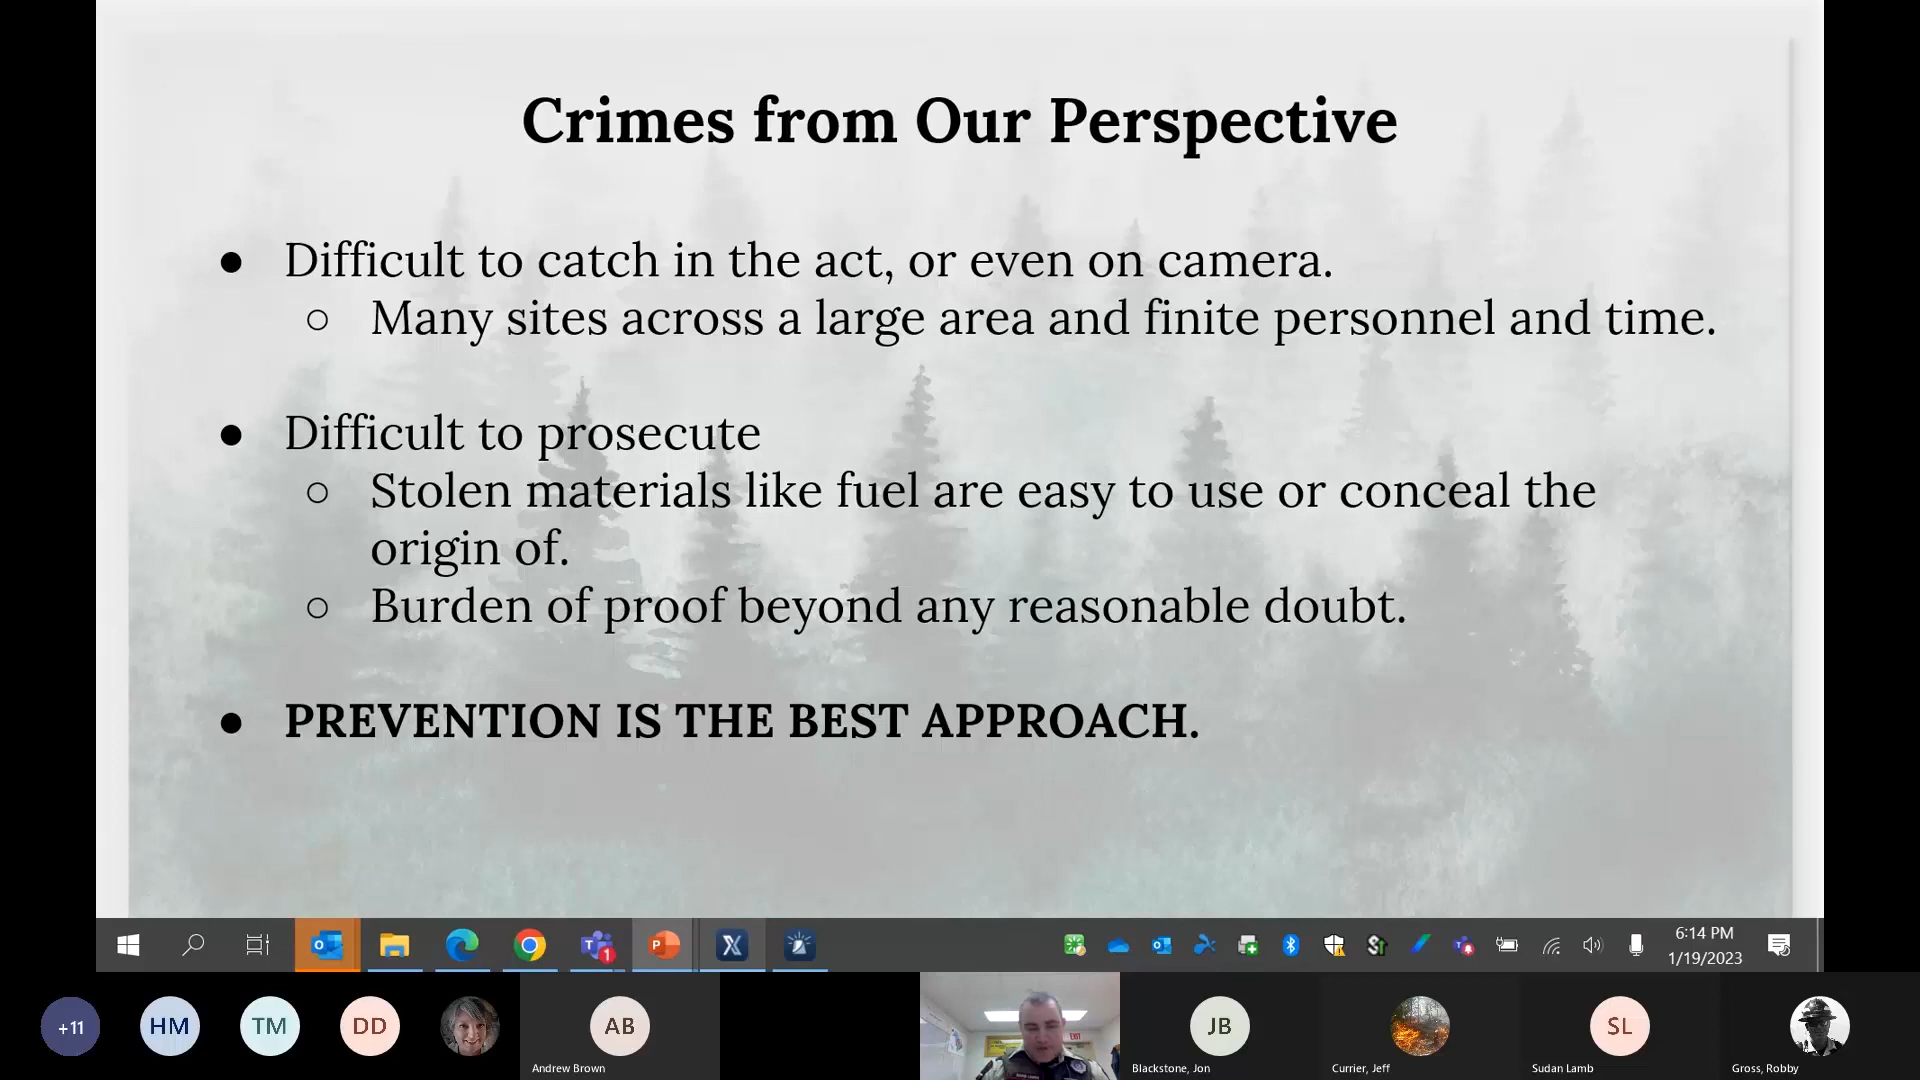 Crimes from Our Perspective
● Difficult to catch in the act, or even on camera.
○ Many sites across a large area and finite personnel and time.
● Difficult to prosecute
○ Stolen materials like fuel are easy to use or conceal the
origin of.
○ Burden of proof beyond any reasonable doubt.
● PREVENTION IS THE BEST APPROACH.
1
6:14 PM
1/19/2023
+11
HM
TM
DD
AB
Andrew Brown
EXIT
JB
Blackstone, Jon
Currier, Jeff
SL
Sudan Lamb
Gross, Robby